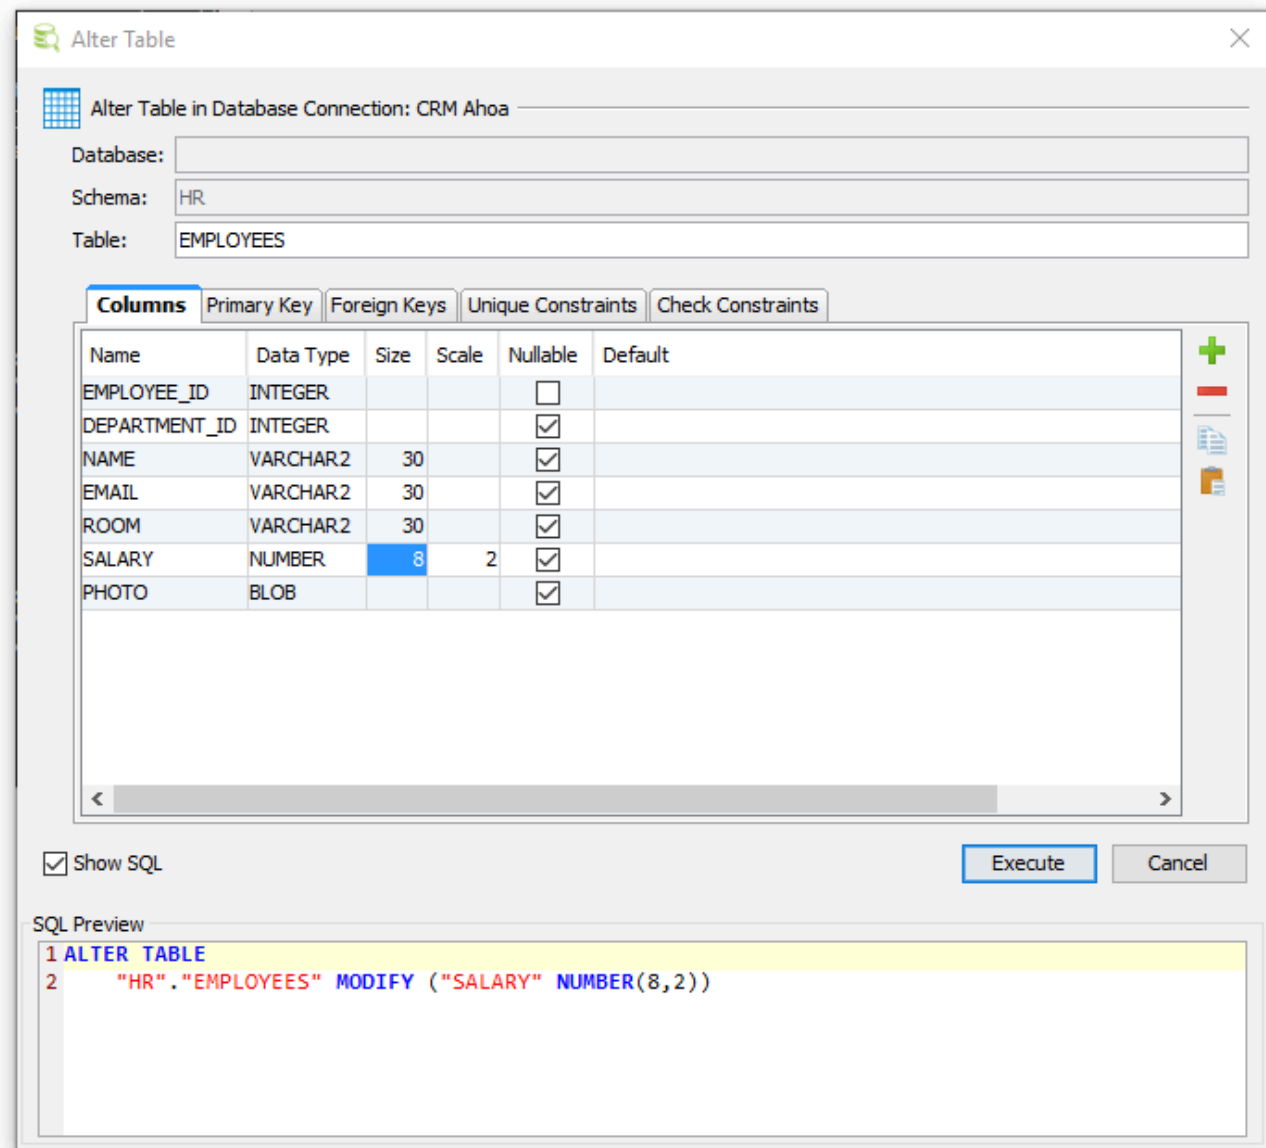 Alter Table
Alter Table in Database Connection: CRM Ahoa
Database:
Schema: HR
Table: EMPLOYEES
Columns Primary Key Foreign Keys Unique Constraints Check Constraints
Name Data Type Size Scale Nullable Default
EMPLOYEE_ID INTEGER
DEPARTMENT_ID INTEGER
NAME VARCHAR2 30
EMAIL VARCHAR2 30
ROOM VARCHAR2 30
SALARY NUMBER 8 2
PHOTO BLOB
Show SQL Execute Cancel
SQL Preview
1 ALTER TABLE
2 "HR"."EMPLOYEES" MODIFY ("SALARY" NUMBER(8,2))